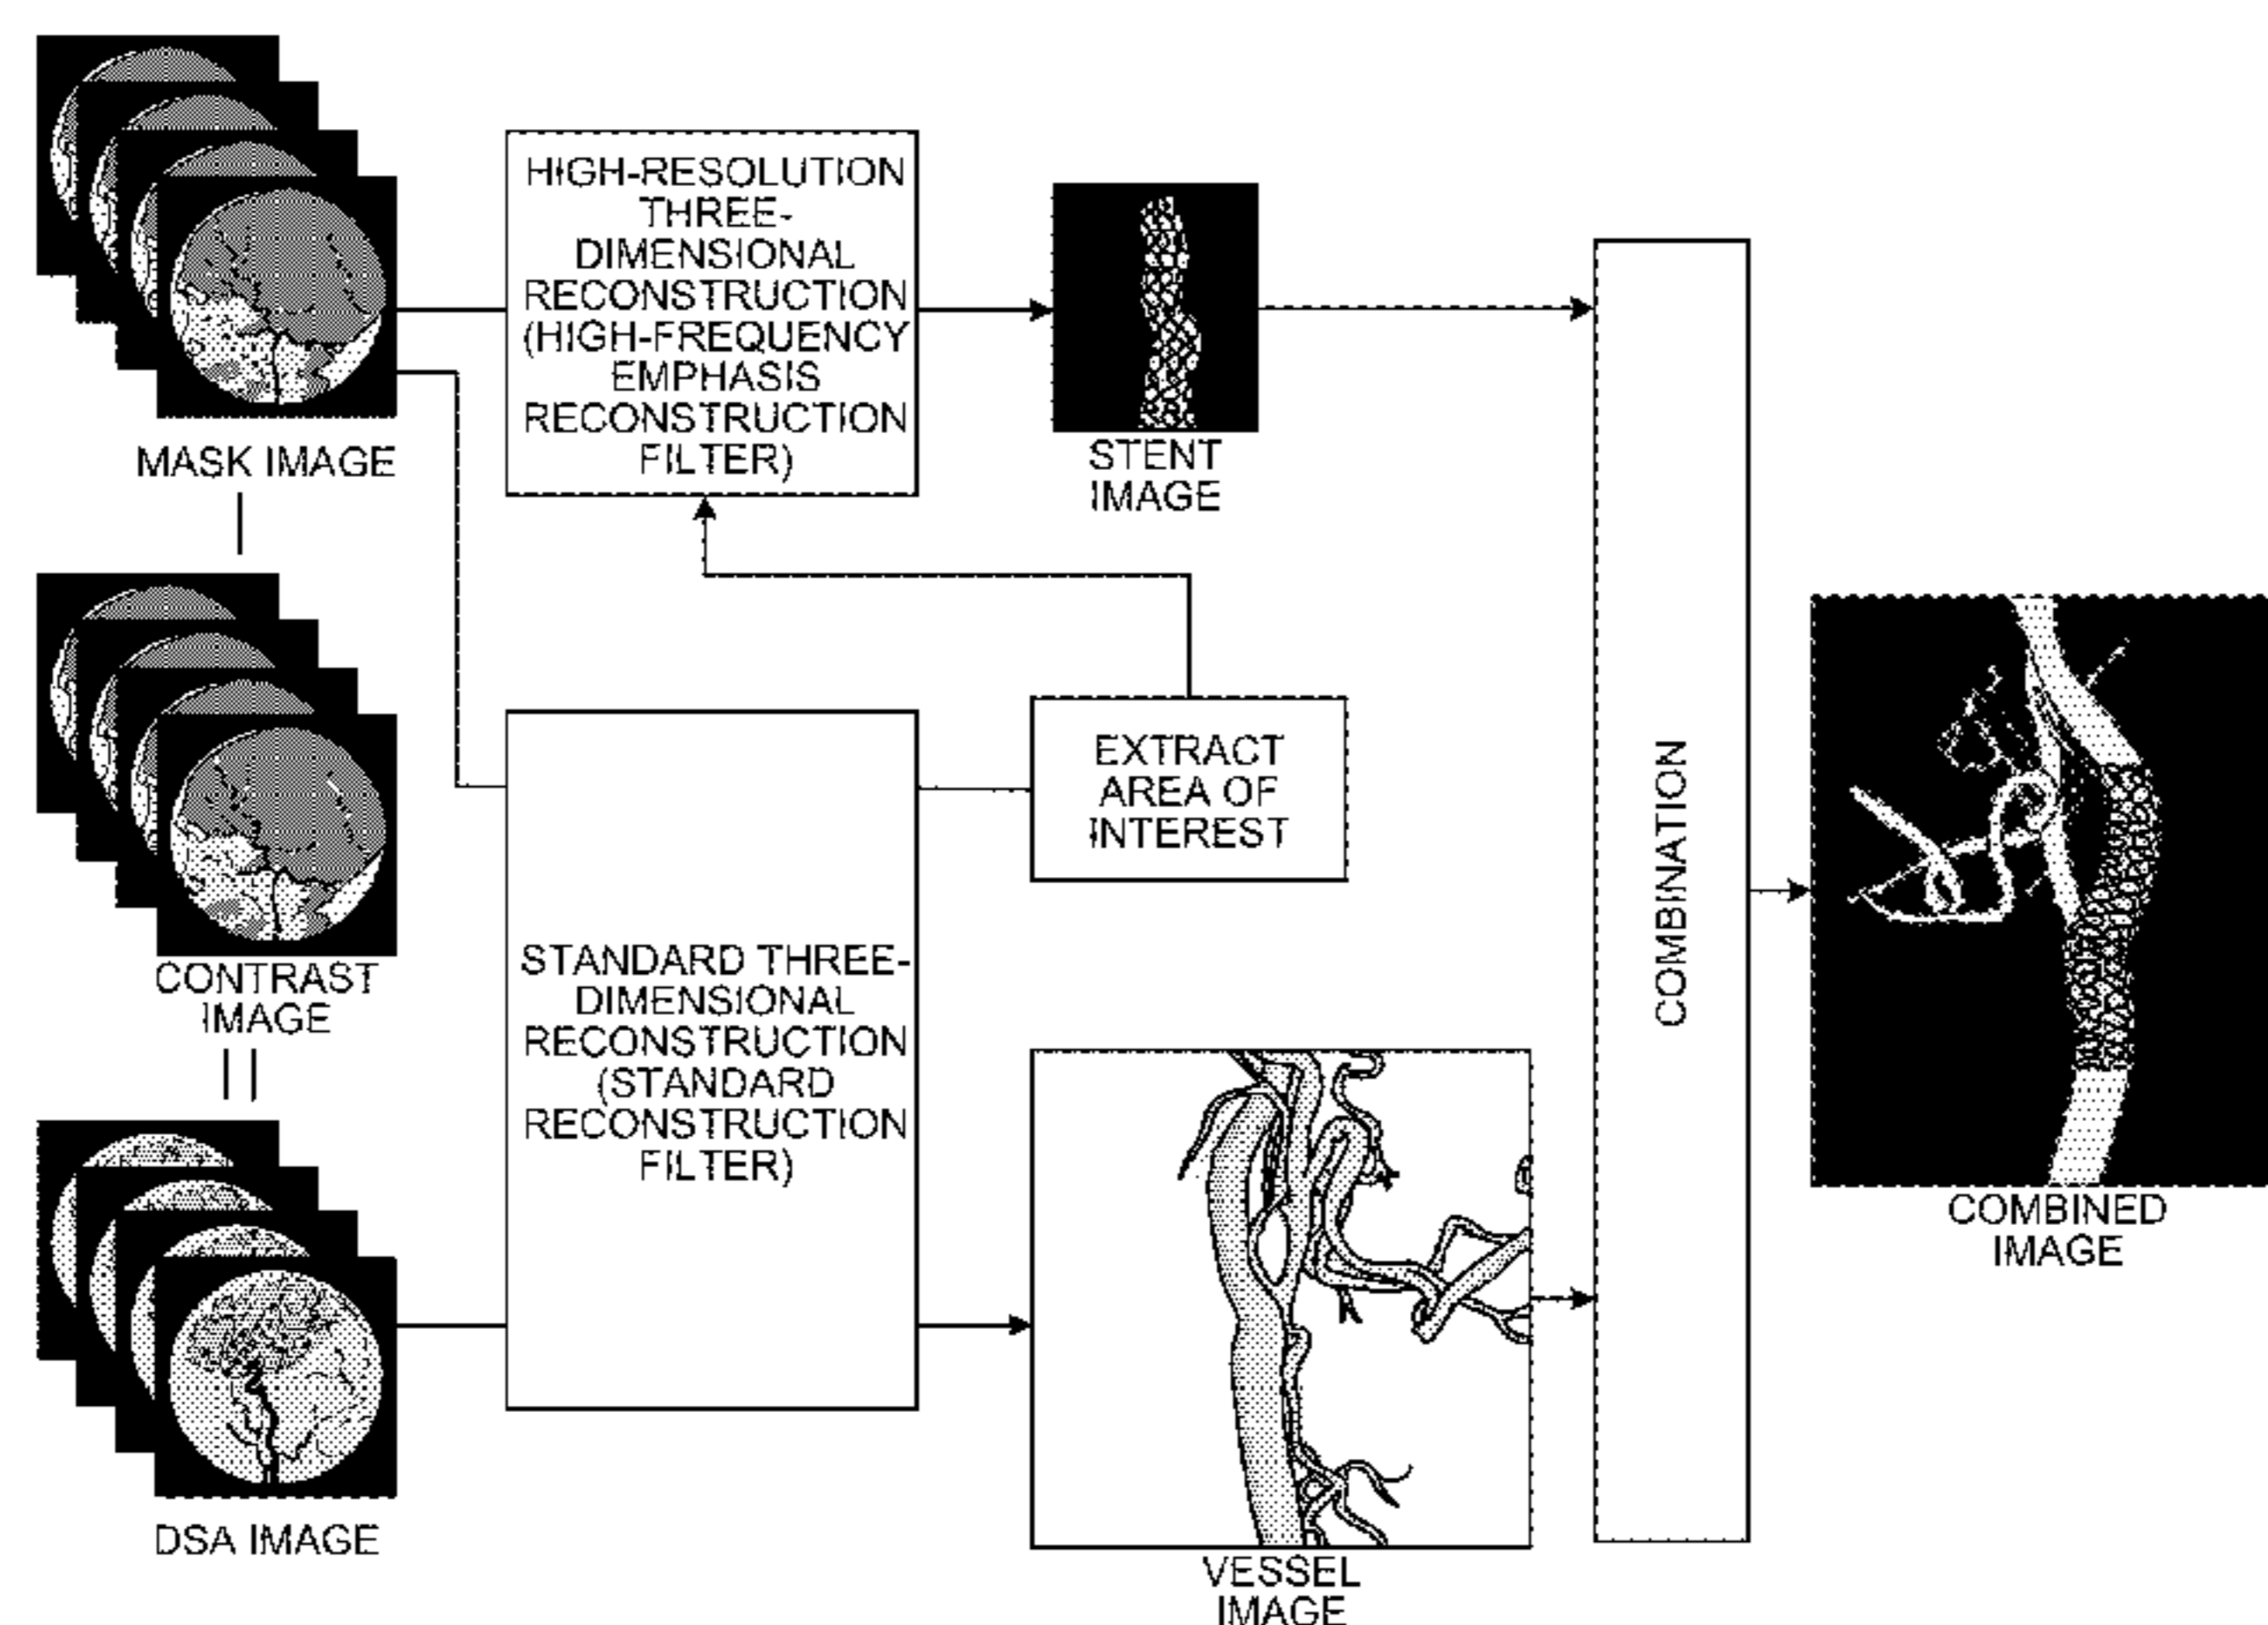 HIGH-RESOLUTION
THREE-
DIMENSIONAL
RECONSTRUCTION
(HIGH-FREQUENCY
EMPHASIS
RECONSTRUCTION
FILTER)
MASK IMAGE
STENT
IMAGE
EXTRACT
AREA OF
INTEREST
CONTRAST
IMAGE
STANDARD THREE-
DIMENSIONAL
RECONSTRUCTION
(STANDARD
RECONSTRUCTION
FILTER)
COMBINATION
COMBINED
IMAGE
DSA IMAGE
VESSEL
IMAGE